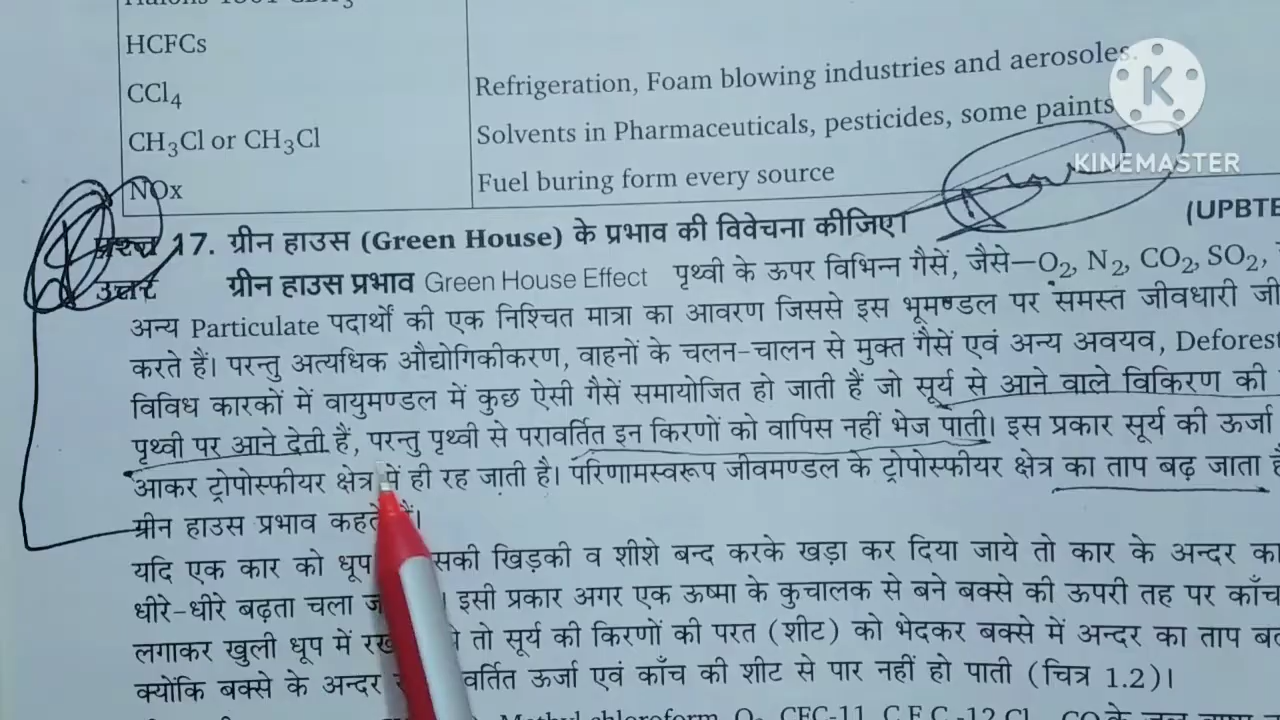 HCFCs
CCl4 Refrigeration, Foam blowing industries and aerosoles.
CH3Cl or CH3Cl Solvents in Pharmaceuticals, pesticides, some paints
NOx Fuel buring form every source
K
KINEMASTER
(UPBTE
प्रश्न 17. ग्रीन हाउस (Green House) के प्रभाव की विवेचना कीजिए।
उत्तर ग्रीन हाउस प्रभाव Green House Effect पृथ्वी के ऊपर विभिन्न गैसें, जैसे—O2, N2, CO2, SO2,
अन्य Particulate पदार्थो की एक निश्चित मात्रा का आवरण जिससे इस भूमण्डल पर समस्त जीवधारी
करते हैं। परन्तु अत्यधिक औद्योगिकीकरण, वाहनों के चलन-चालन से मुक्त गैसें एवं अन्य अवयव, Deforest
विविध कारकों में वायुमण्डल में कुछ ऐसी गैसें समायोजित हो जाती हैं जो सूर्य से आने वाले विकिरण की
पृथ्वी पर आने देती हैं, परन्तु पृथ्वी से परावर्तित इन किरणों को वापिस नहीं भेज पाती। इस प्रकार सूर्य की ऊर्जा
आकर ट्रोपोस्फीयर क्षेत्र में ही रह जाती है। परिणामस्वरूप जीवमण्डल के ट्रोपोस्फीयर क्षेत्र का ताप बढ़ जाता
ग्रीन हाउस प्रभाव कहते हैं।
यदि एक कार को धूप खिड़की व शीशे बन्द करके खड़ा कर दिया जाये तो कार के अन्दर का
धीरे-धीरे बढ़ता चला इसी प्रकार अगर एक ऊष्मा के कुचालक से बने बक्से की ऊपरी तह पर काँच
लगाकर खुली धूप में तो सूर्य की किरणों की परत (शीट) को भेदकर बक्से में अन्दर का ताप
क्योंकि बक्से के अन्दर ऊर्जा एवं काँच की शीट से पार नहीं हो पाती (चित्र 1.2)।